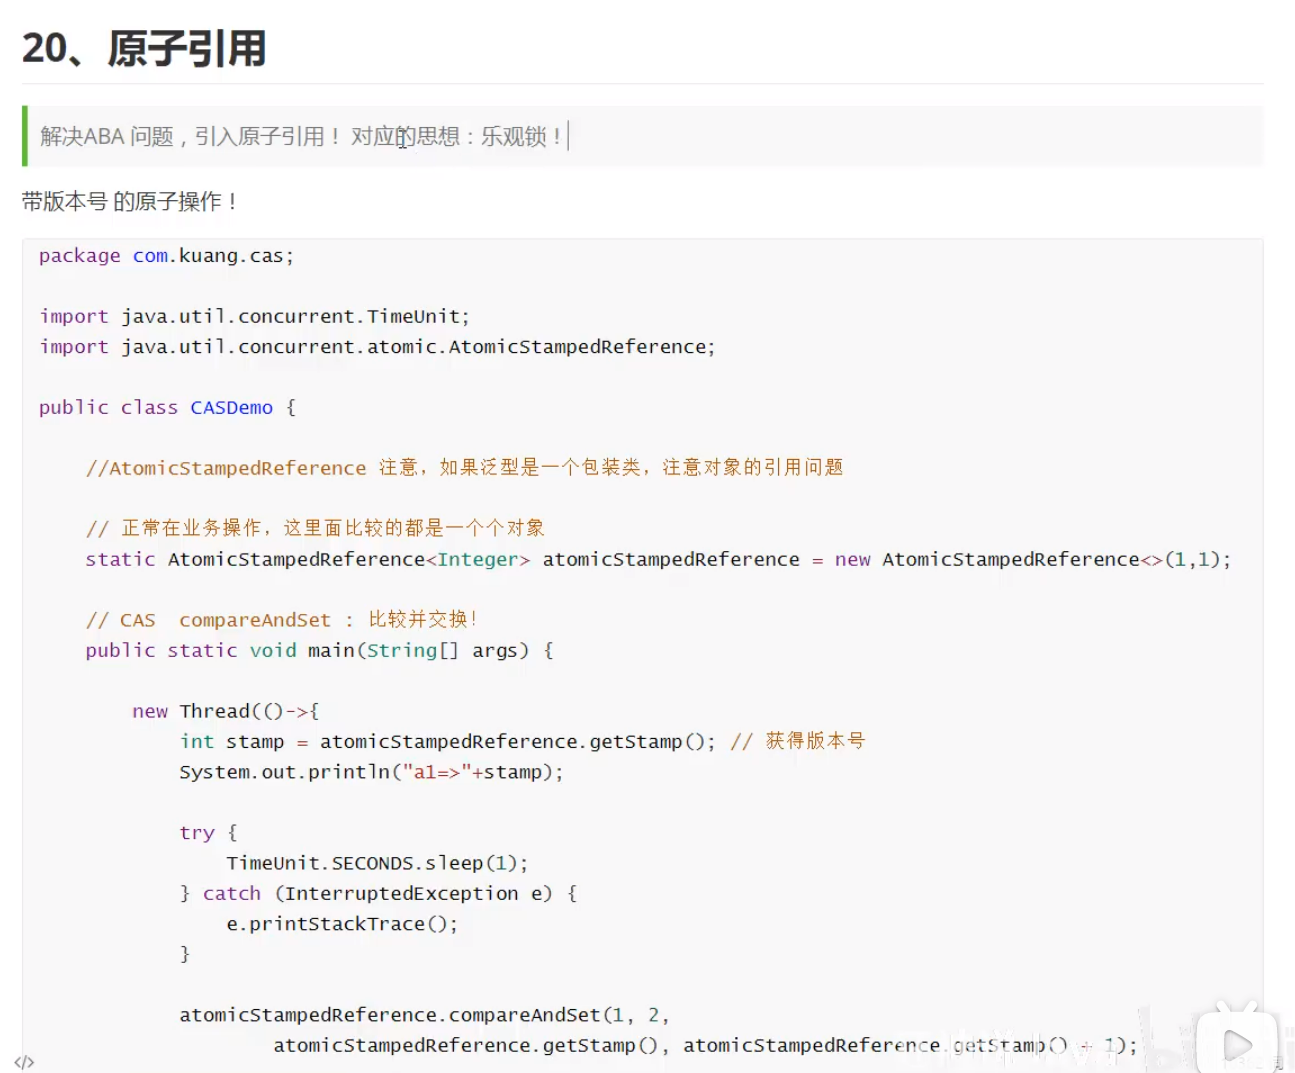 20、原子引用
解决ABA 问题，引入原子引用！ 对应的思想：乐观锁！
带版本号 的原子操作！
package com.kuang.cas;
import java.util.concurrent.TimeUnit;
import java.util.concurrent.atomic.AtomicStampedReference;
public class CASDemo {
//AtomicStampedReference 注意，如果泛型是一个包装类，注意对象的引用问题
// 正常在业务操作，这里面比较的都是一个个对象
static AtomicStampedReference<Integer> atomicStampedReference = new AtomicStampedReference<>(1,1);
// CAS  compareAndSet : 比较并交换！
public static void main(String[] args) {
new Thread(()->{
int stamp = atomicStampedReference.getStamp(); // 获得版本号
System.out.println("a1=>"+stamp);
try {
TimeUnit.SECONDS.sleep(1);
} catch (InterruptedException e) {
e.printStackTrace();
}
atomicStampedReference.compareAndSet(1, 2,
atomicStampedReference.getStamp(), atomicStampedReference.getStamp() + 1);
</>